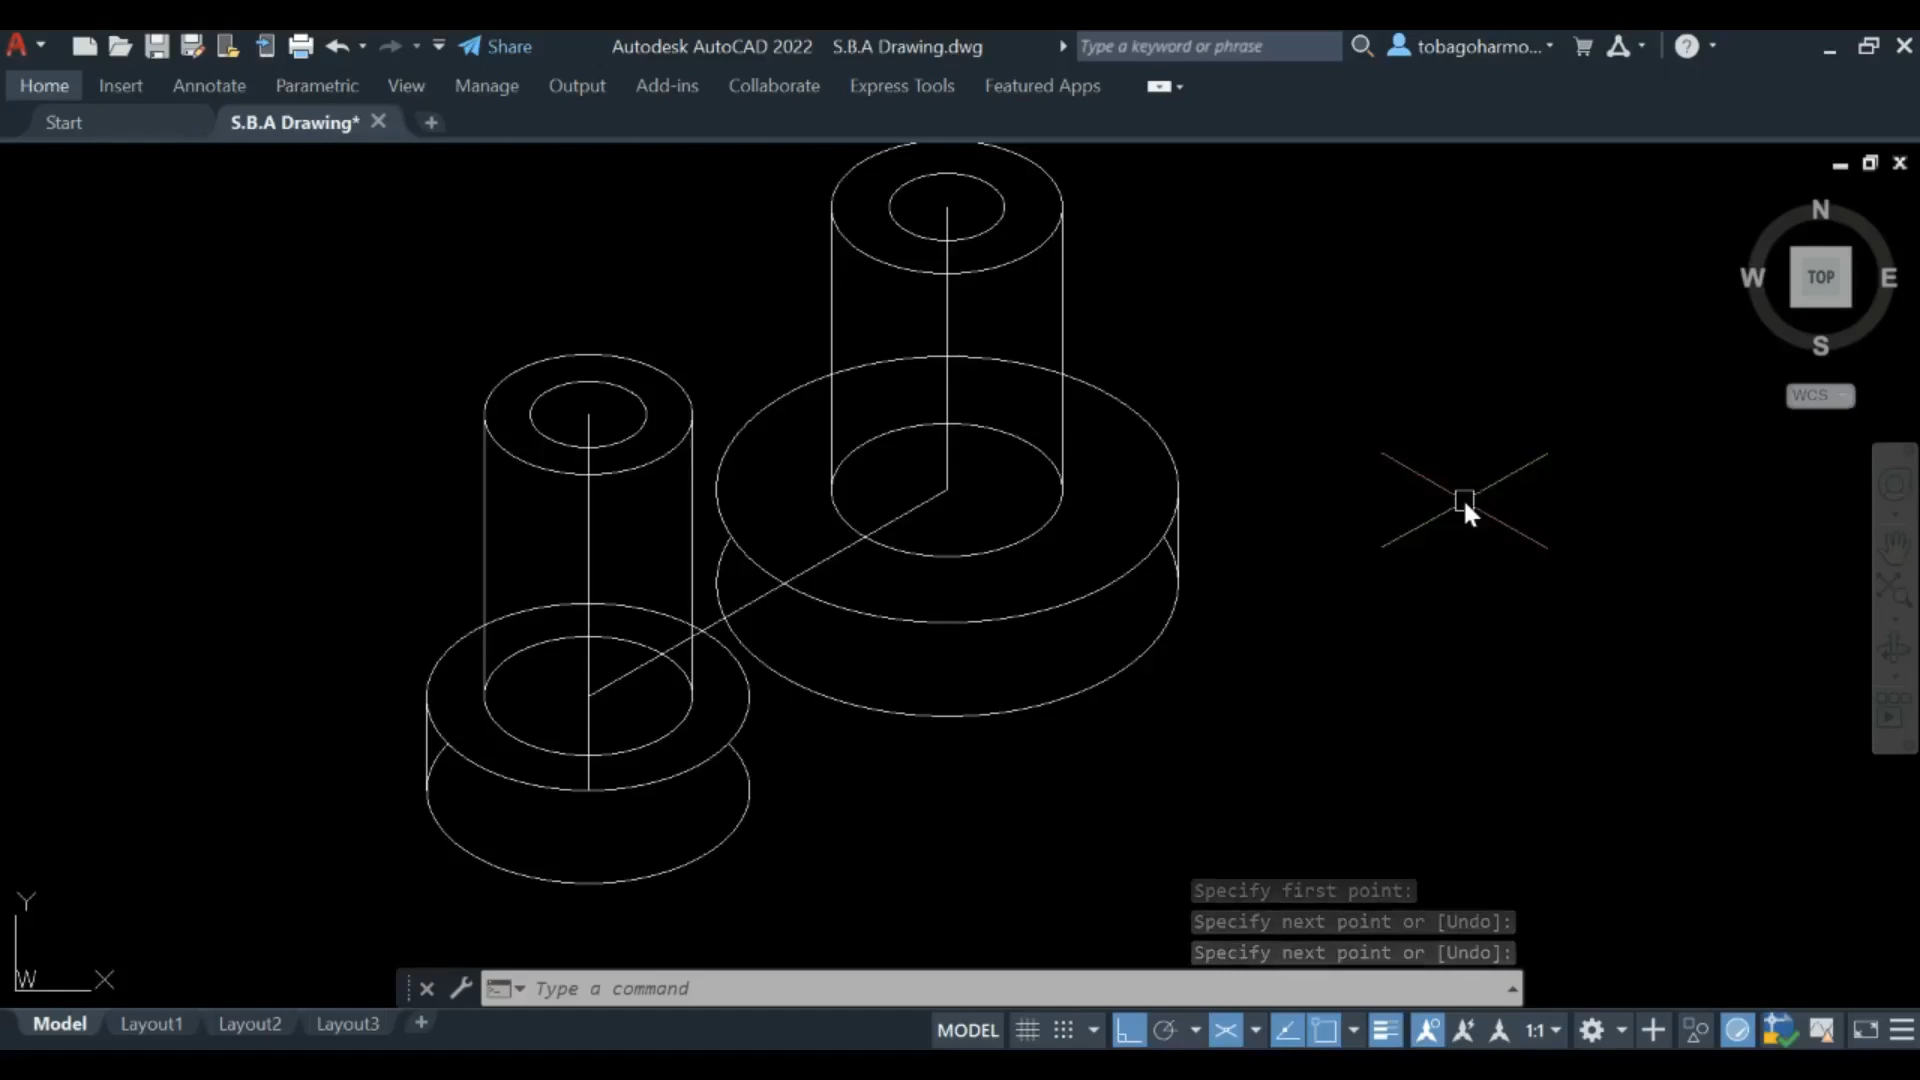 Share
Autodesk AutoCAD 2022 S.B.A Drawing.dwg
Type a keyword or phrase
tobagoharmo...
Home Insert Annotate Parametric View Manage Output Add-ins Collaborate Express Tools Featured Apps
Start
S.B.A Drawing*
N
W TOP E
S
WCS
Specify first point:
Specify next point or [Undo]:
Specify next point or [Undo]:
Y
W X
Type a command
Model Layout1 Layout2 Layout3
MODEL
1:1